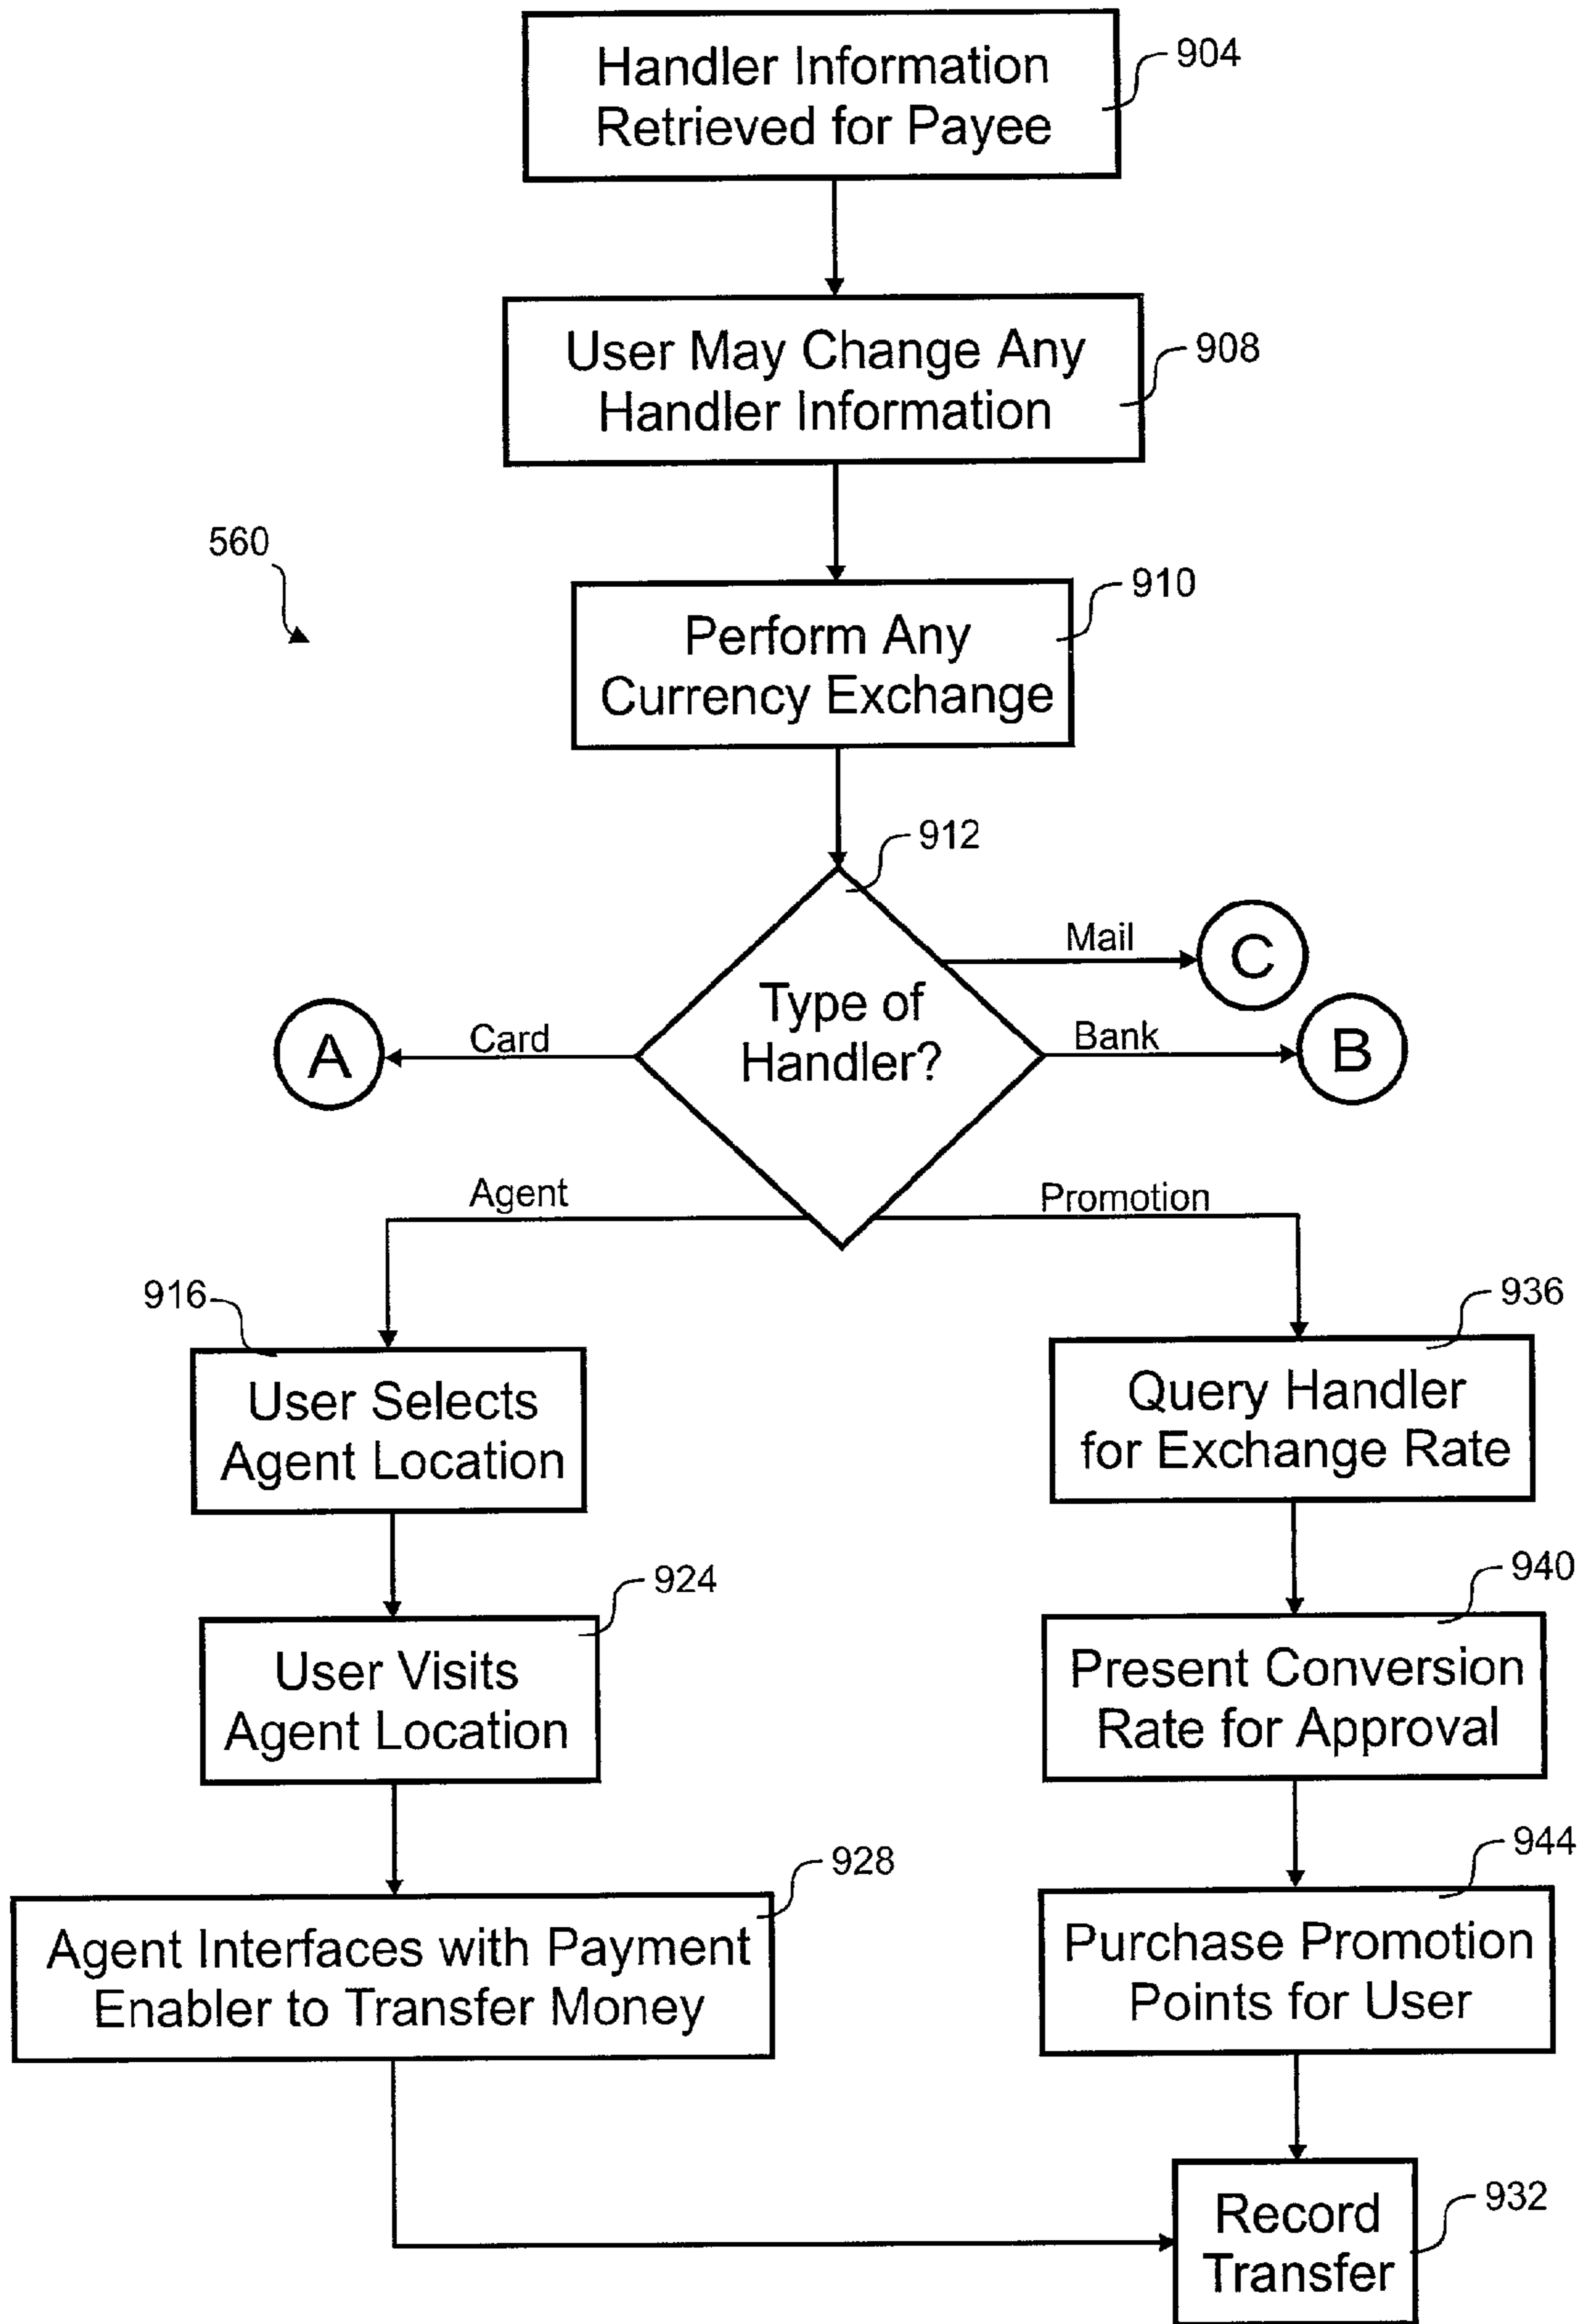 Handler Information
Retrieved for Payee
904
User May Change Any
Handler Information
908
560
Perform Any
Currency Exchange
910
912
Type of
Handler?
Mail
C
Card
A
Bank
B
Agent
Promotion
916
User Selects
Agent Location
936
Query Handler
for Exchange Rate
924
User Visits
Agent Location
940
Present Conversion
Rate for Approval
928
Agent Interfaces with Payment
Enabler to Transfer Money
944
Purchase Promotion
Points for User
Record
Transfer
932